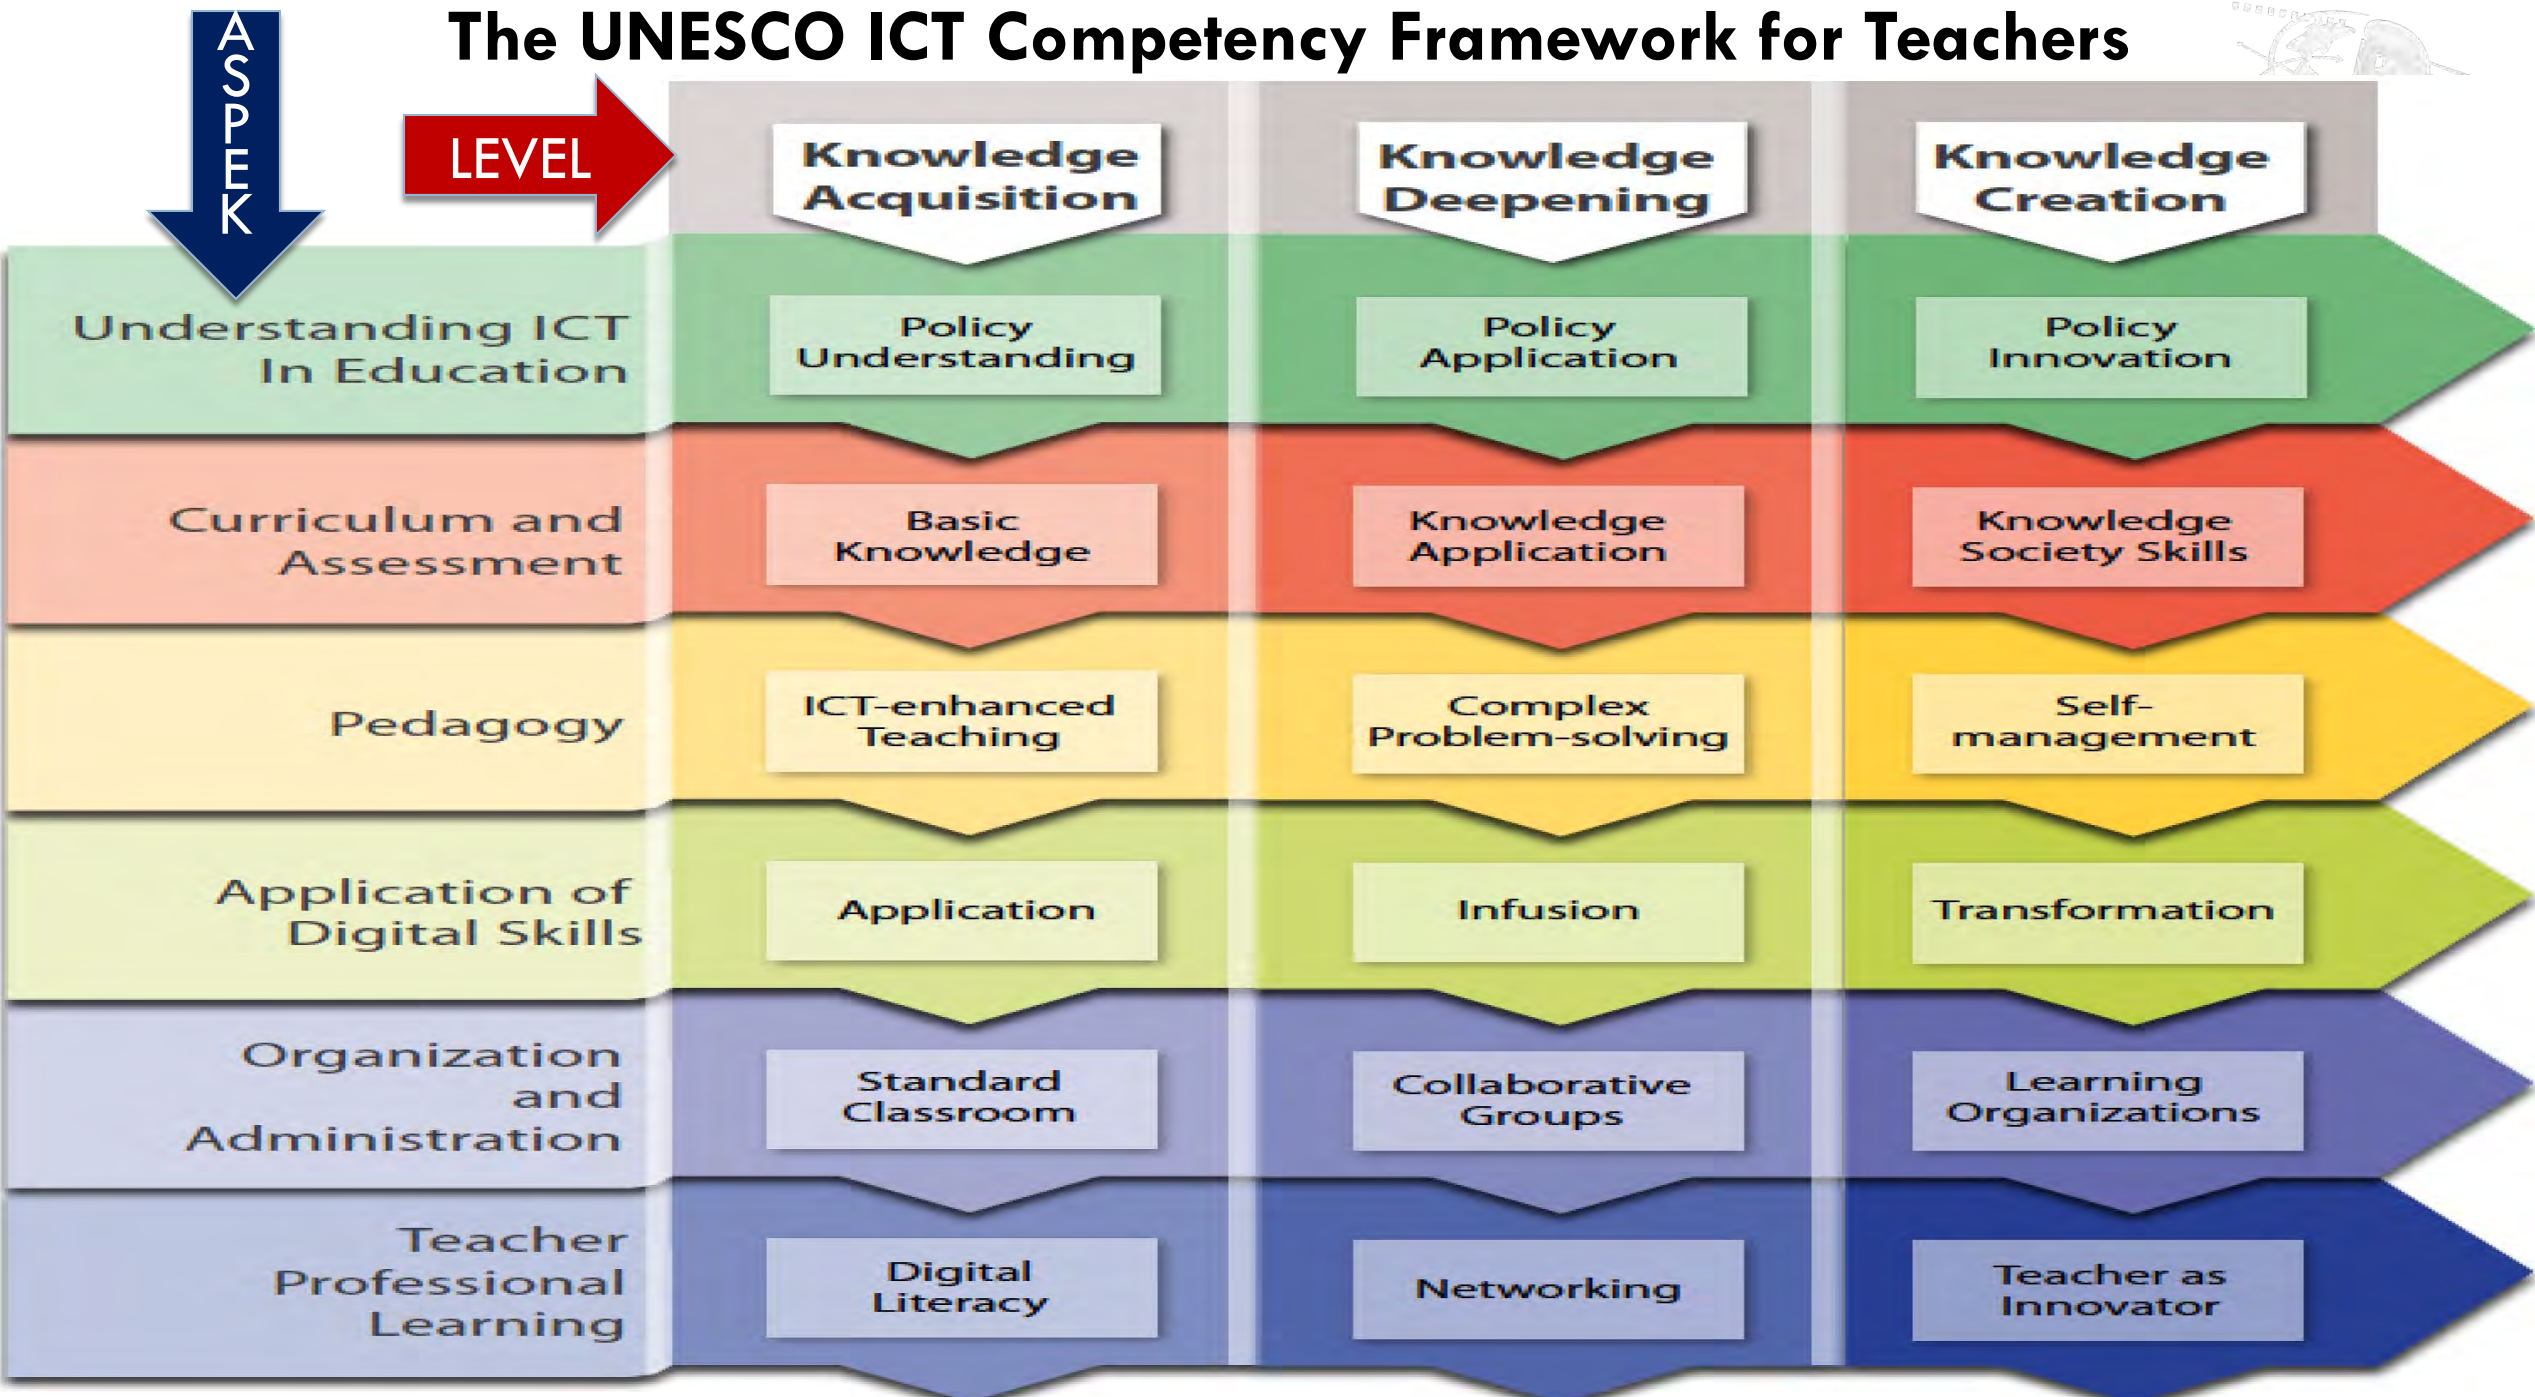 The UNESCO ICT Competency Framework for Teachers
ASPEK
LEVEL
Knowledge
Acquisition
Knowledge
Deepening
Knowledge
Creation
Understanding ICT
In Education
Policy
Understanding
Policy
Application
Policy
Innovation
Curriculum and
Assessment
Basic
Knowledge
Knowledge
Application
Knowledge
Society Skills
Pedagogy
ICT-enhanced
Teaching
Complex
Problem-solving
Self-
management
Application of
Digital Skills
Application
Infusion
Transformation
Organization
and
Administration
Standard
Classroom
Collaborative
Groups
Learning
Organizations
Teacher
Professional
Learning
Digital
Literacy
Networking
Teacher as
Innovator